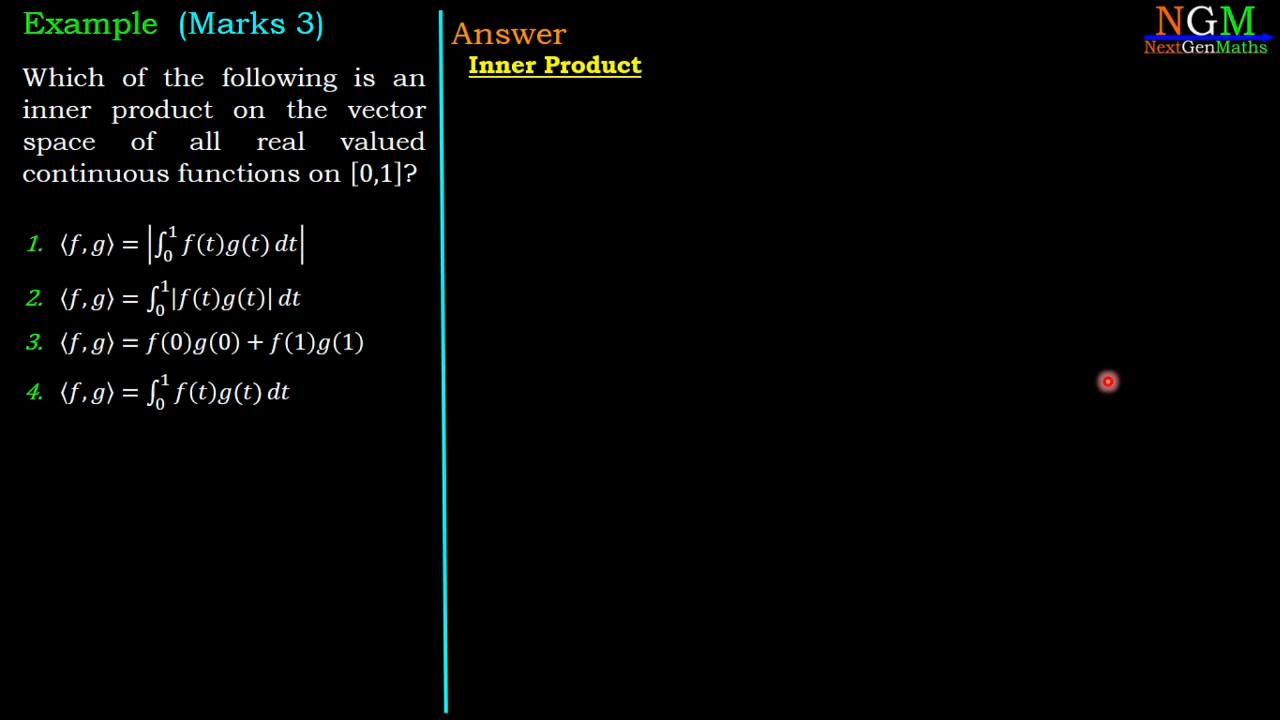 Example (Marks 3)
Which of the following is an
inner product on the vector
space of all real valued
continuous functions on [0,1]?
1. ⟨f, g⟩ = |∫₀¹ f(t)g(t) dt|
2. ⟨f, g⟩ = ∫₀¹|f(t)g(t)| dt
3. ⟨f, g⟩ = f(0)g(0) + f(1)g(1)
4. ⟨f, g⟩ = ∫₀¹ f(t)g(t) dt
Answer
Inner Product
NGM
NextGenMaths